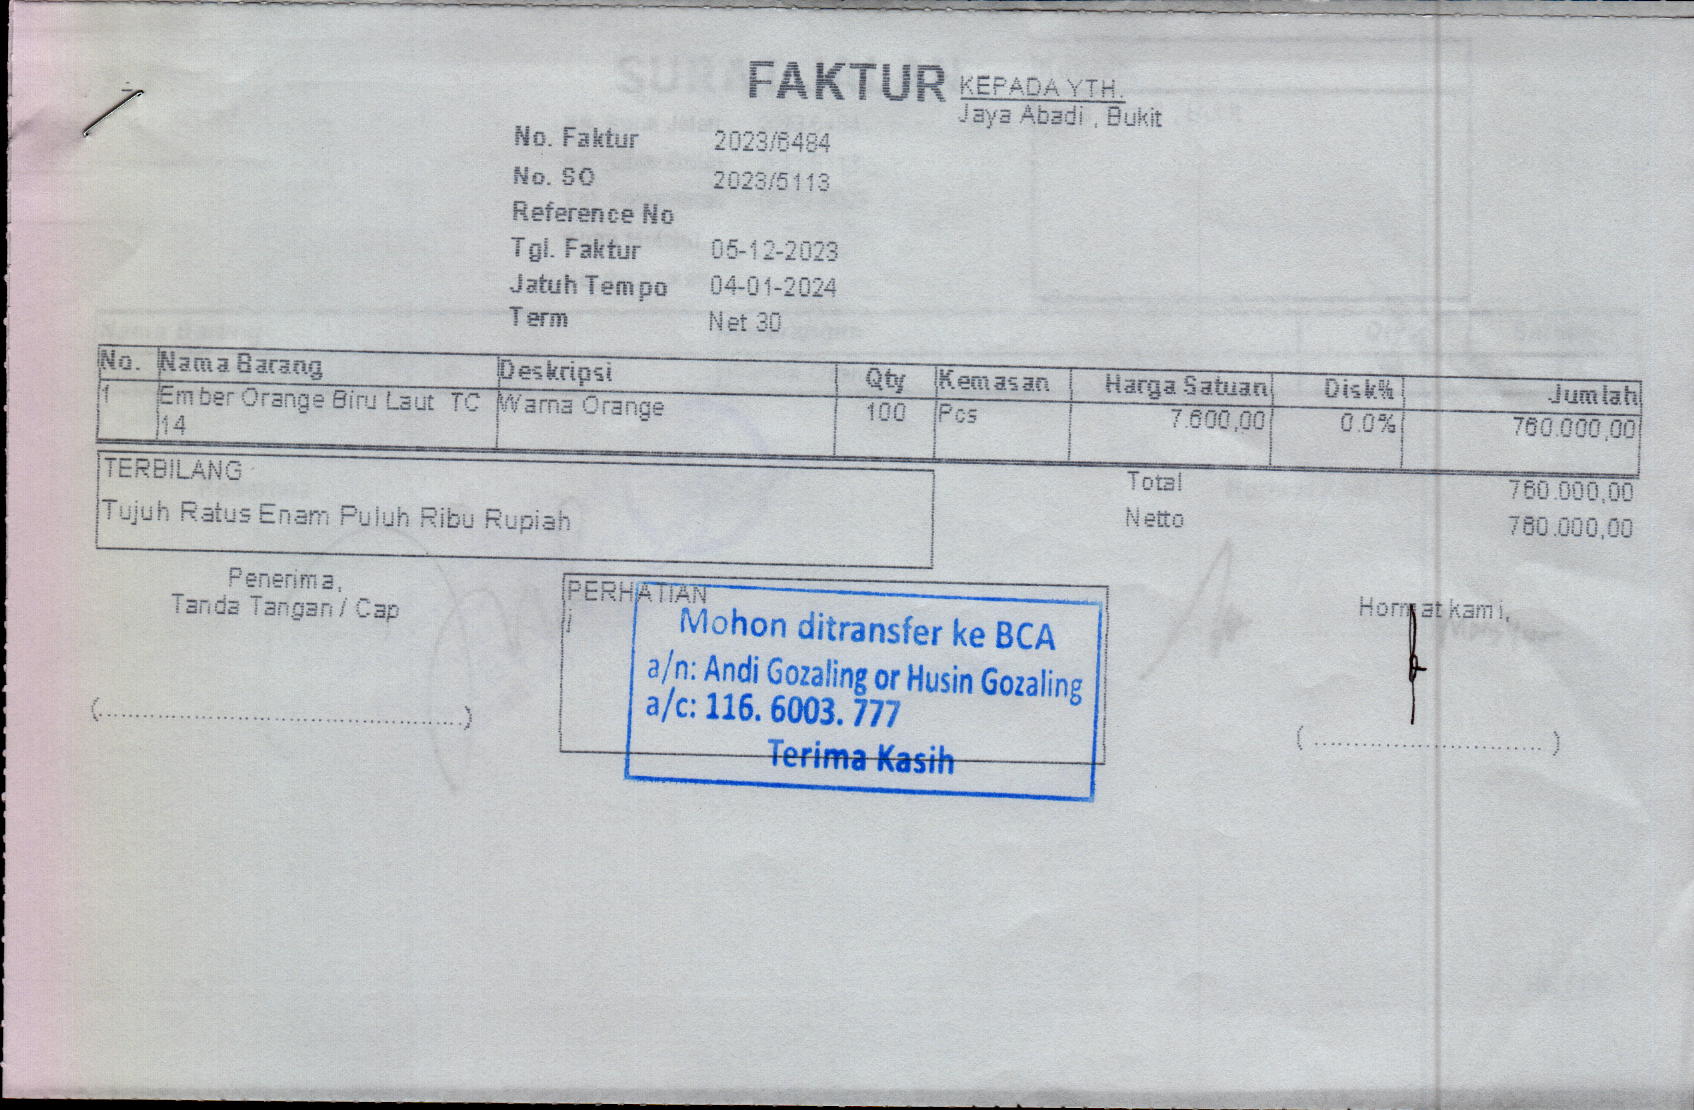 FAKTUR
KEPADA YTH.
Jaya Abadi , Bukit
No. Faktur 2023/6484
No. SO 2023/5113
Reference No
Tgl. Faktur 05-12-2023
Jatuh Tempo 04-01-2024
Term Net 30
No. Nama Barang Deskripsi Qty Kemasan Harga Satuan Disk% Jumlah
1 Ember Orange Biru Laut TC Warna Orange 100 Pcs 7.600,00 0.0% 760.000,00
14
TERBILANG
Tujuh Ratus Enam Puluh Ribu Rupiah
Total 760.000,00
Netto 760.000,00
Penerima,
Tanda Tangan / Cap
(................................................)
PERHATIAN
Mohon ditransfer ke BCA
a/n: Andi Gozaling or Husin Gozaling
a/c: 116. 6003. 777
Terima Kasih
Hormat kami,
(................................)